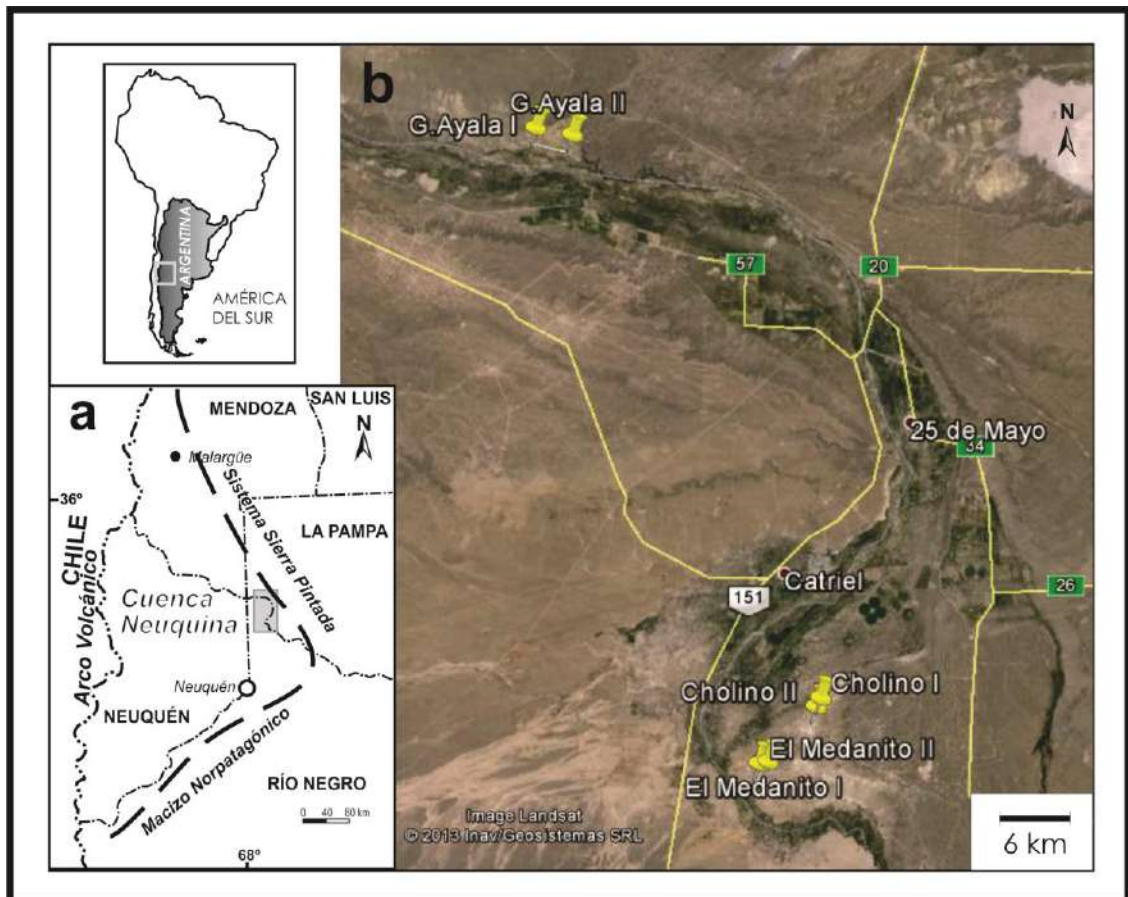 ARGENTINA
AMÉRICA
DEL SUR
a
MENDOZA
SAN LUIS
N
Malargüe
36º
Sistema Sierra Pintada
LA PAMPA
CHILE
Arco Volcánico
Cuenca
Neuquina
Neuquén
NEUQUÉN
Macizo Norpatagónico
RÍO NEGRO
0 40 80 km
68º
b
G.Ayala II
G.Ayala I
N
57
20
25 de Mayo
34
Catriel
151
26
Cholino I
Cholino II
El Medanito II
El Medanito I
Image Landsat
© 2013 Inav/Geosistemas SRL
6 km